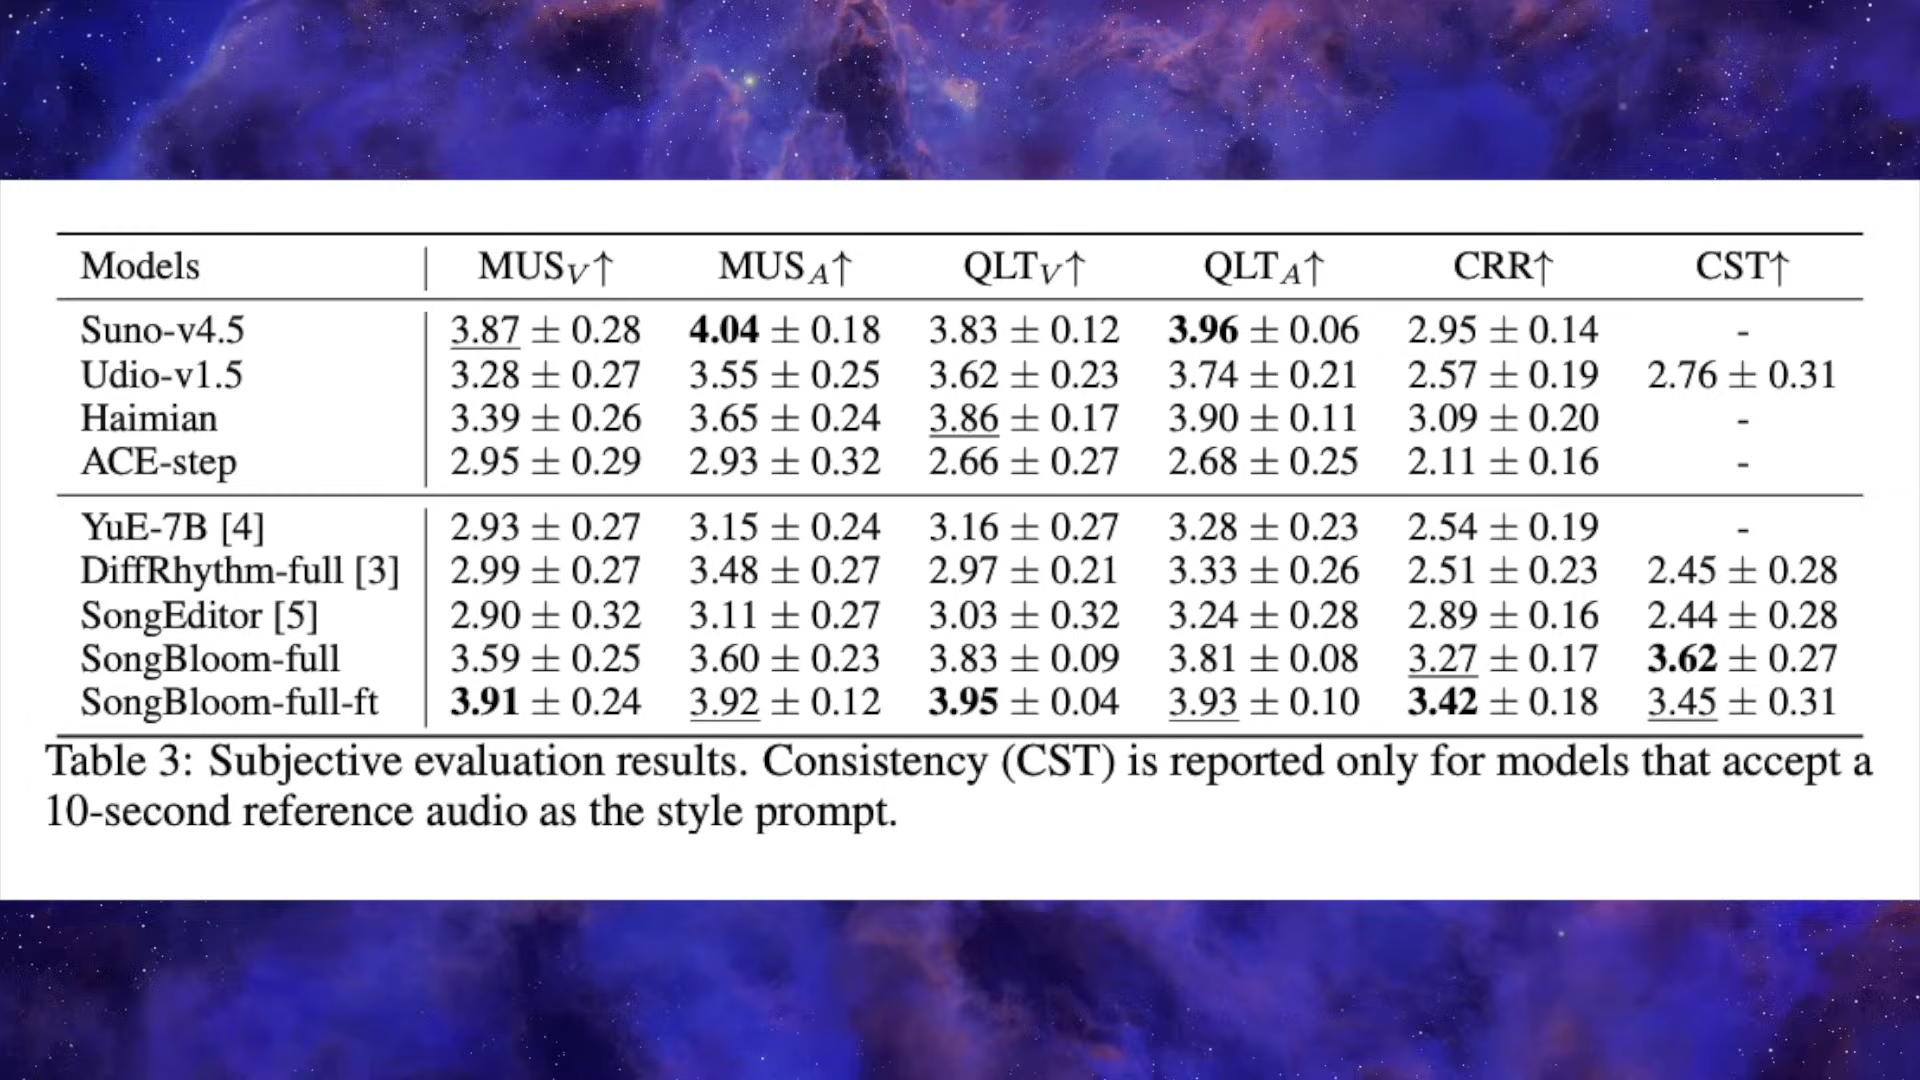 Models MUS_V↑ MUS_A↑ QLT_V↑ QLT_A↑ CRR↑ CST↑
Suno-v4.5 3.87 ± 0.28 4.04 ± 0.18 3.83 ± 0.12 3.96 ± 0.06 2.95 ± 0.14 -
Udio-v1.5 3.28 ± 0.27 3.55 ± 0.25 3.62 ± 0.23 3.74 ± 0.21 2.57 ± 0.19 2.76 ± 0.31
Haimian 3.39 ± 0.26 3.65 ± 0.24 3.86 ± 0.17 3.90 ± 0.11 3.09 ± 0.20 -
ACE-step 2.95 ± 0.29 2.93 ± 0.32 2.66 ± 0.27 2.68 ± 0.25 2.11 ± 0.16 -
YuE-7B [4] 2.93 ± 0.27 3.15 ± 0.24 3.16 ± 0.27 3.28 ± 0.23 2.54 ± 0.19 -
DiffRhythm-full [3] 2.99 ± 0.27 3.48 ± 0.27 2.97 ± 0.21 3.33 ± 0.26 2.51 ± 0.23 2.45 ± 0.28
SongEditor [5] 2.90 ± 0.32 3.11 ± 0.27 3.03 ± 0.32 3.24 ± 0.28 2.89 ± 0.16 2.44 ± 0.28
SongBloom-full 3.59 ± 0.25 3.60 ± 0.23 3.83 ± 0.09 3.81 ± 0.08 3.27 ± 0.17 3.62 ± 0.27
SongBloom-full-ft 3.91 ± 0.24 3.92 ± 0.12 3.95 ± 0.04 3.93 ± 0.10 3.42 ± 0.18 3.45 ± 0.31
Table 3: Subjective evaluation results. Consistency (CST) is reported only for models that accept a
10-second reference audio as the style prompt.